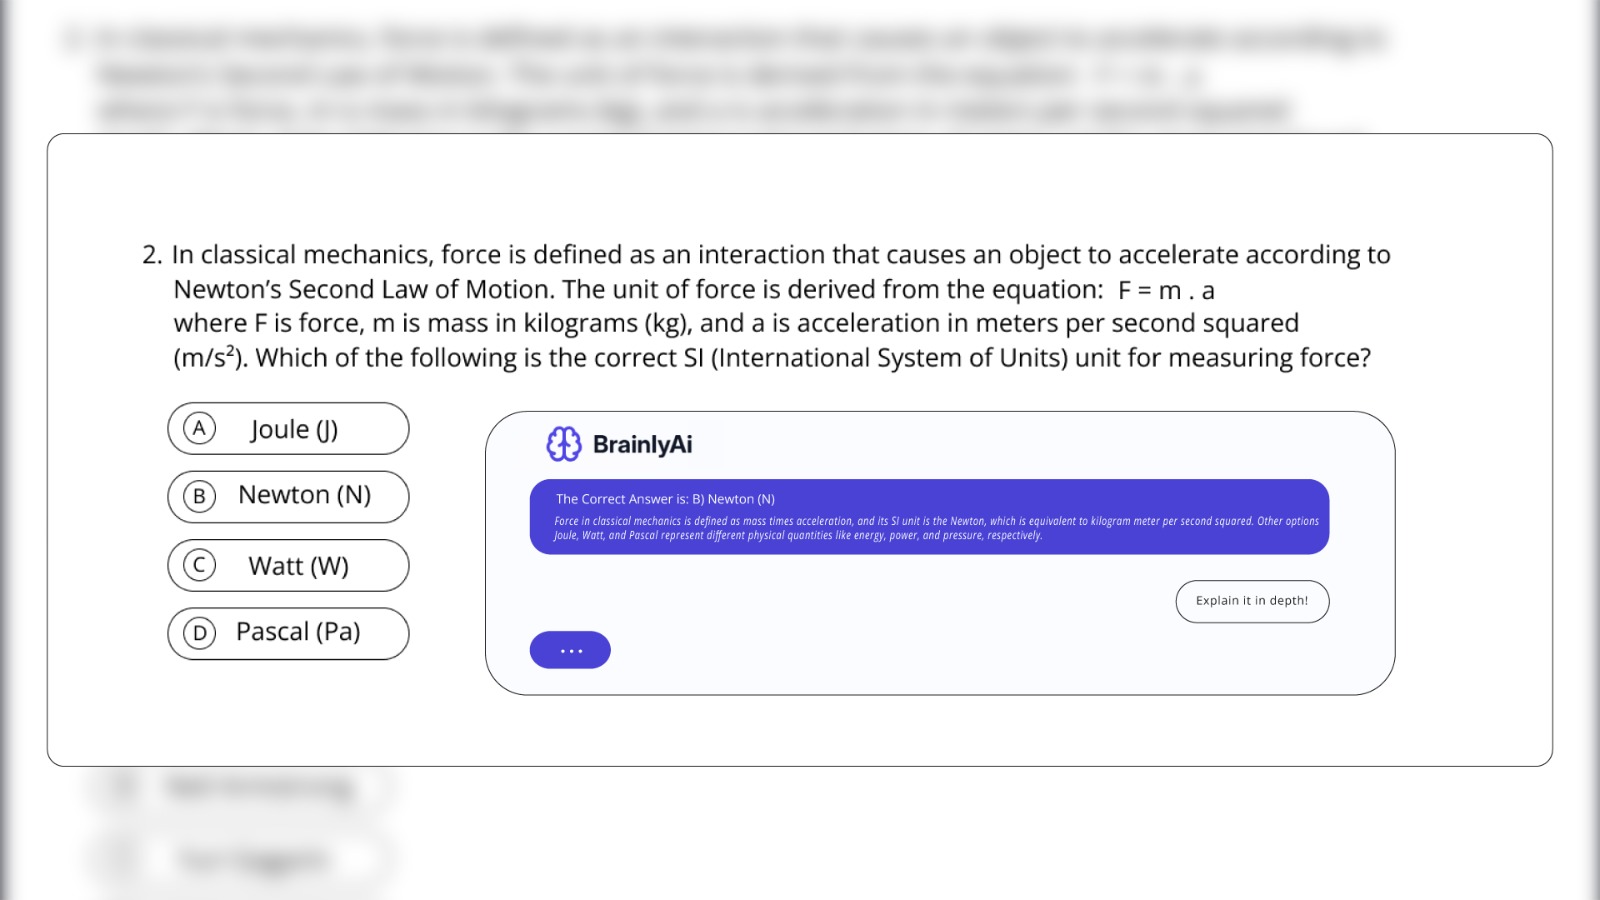 2. In classical mechanics, force is defined as an interaction that causes an object to accelerate according to
Newton’s Second Law of Motion. The unit of force is derived from the equation: F = m . a
where F is force, m is mass in kilograms (kg), and a is acceleration in meters per second squared
(m/s²). Which of the following is the correct SI (International System of Units) unit for measuring force?
A Joule (J)
B Newton (N)
C Watt (W)
D Pascal (Pa)
BrainlyAi
The Correct Answer is: B) Newton (N)
Force in classical mechanics is defined as mass times acceleration, and its SI unit is the Newton, which is equivalent to kilogram meter per second squared. Other options
Joule, Watt, and Pascal represent different physical quantities like energy, power, and pressure, respectively.
Explain it in depth!
...